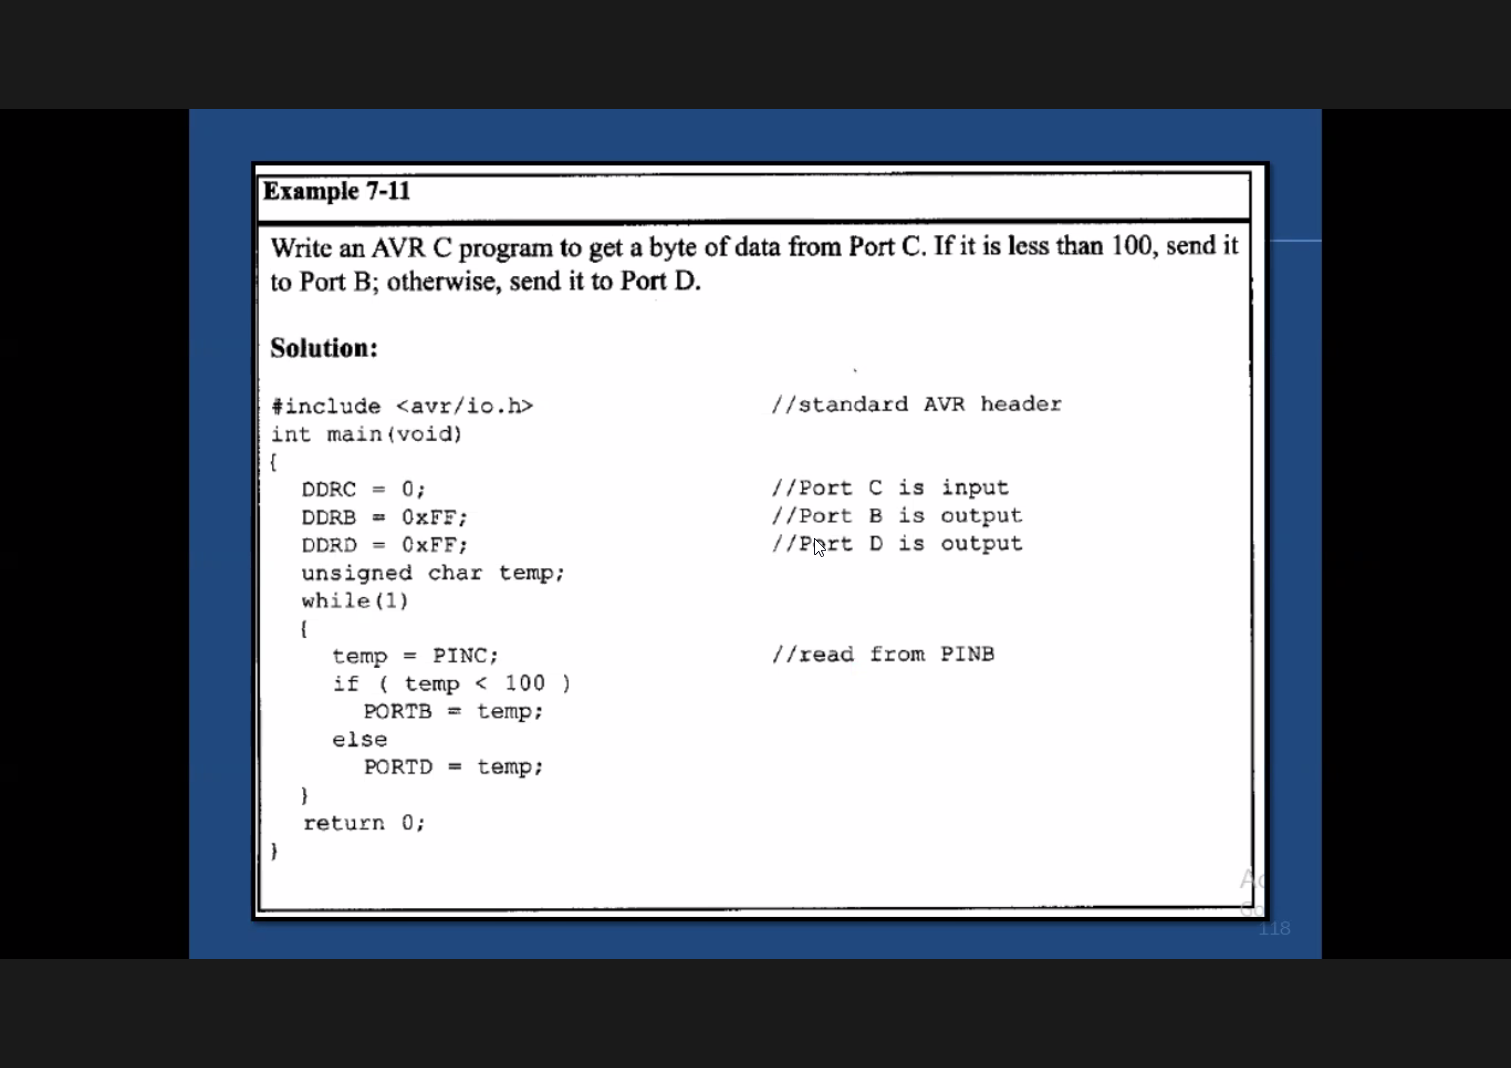 Example 7-11
Write an AVR C program to get a byte of data from Port C. If it is less than 100, send it
to Port B; otherwise, send it to Port D.
Solution:
#include <avr/io.h> //standard AVR header
int main(void)
{
DDRC = 0; //Port C is input
DDRB = 0xFF; //Port B is output
DDRD = 0xFF; //Port D is output
unsigned char temp;
while(1)
{
temp = PINC; //read from PINB
if ( temp < 100 )
PORTB = temp;
else
PORTD = temp;
}
return 0;
}
118